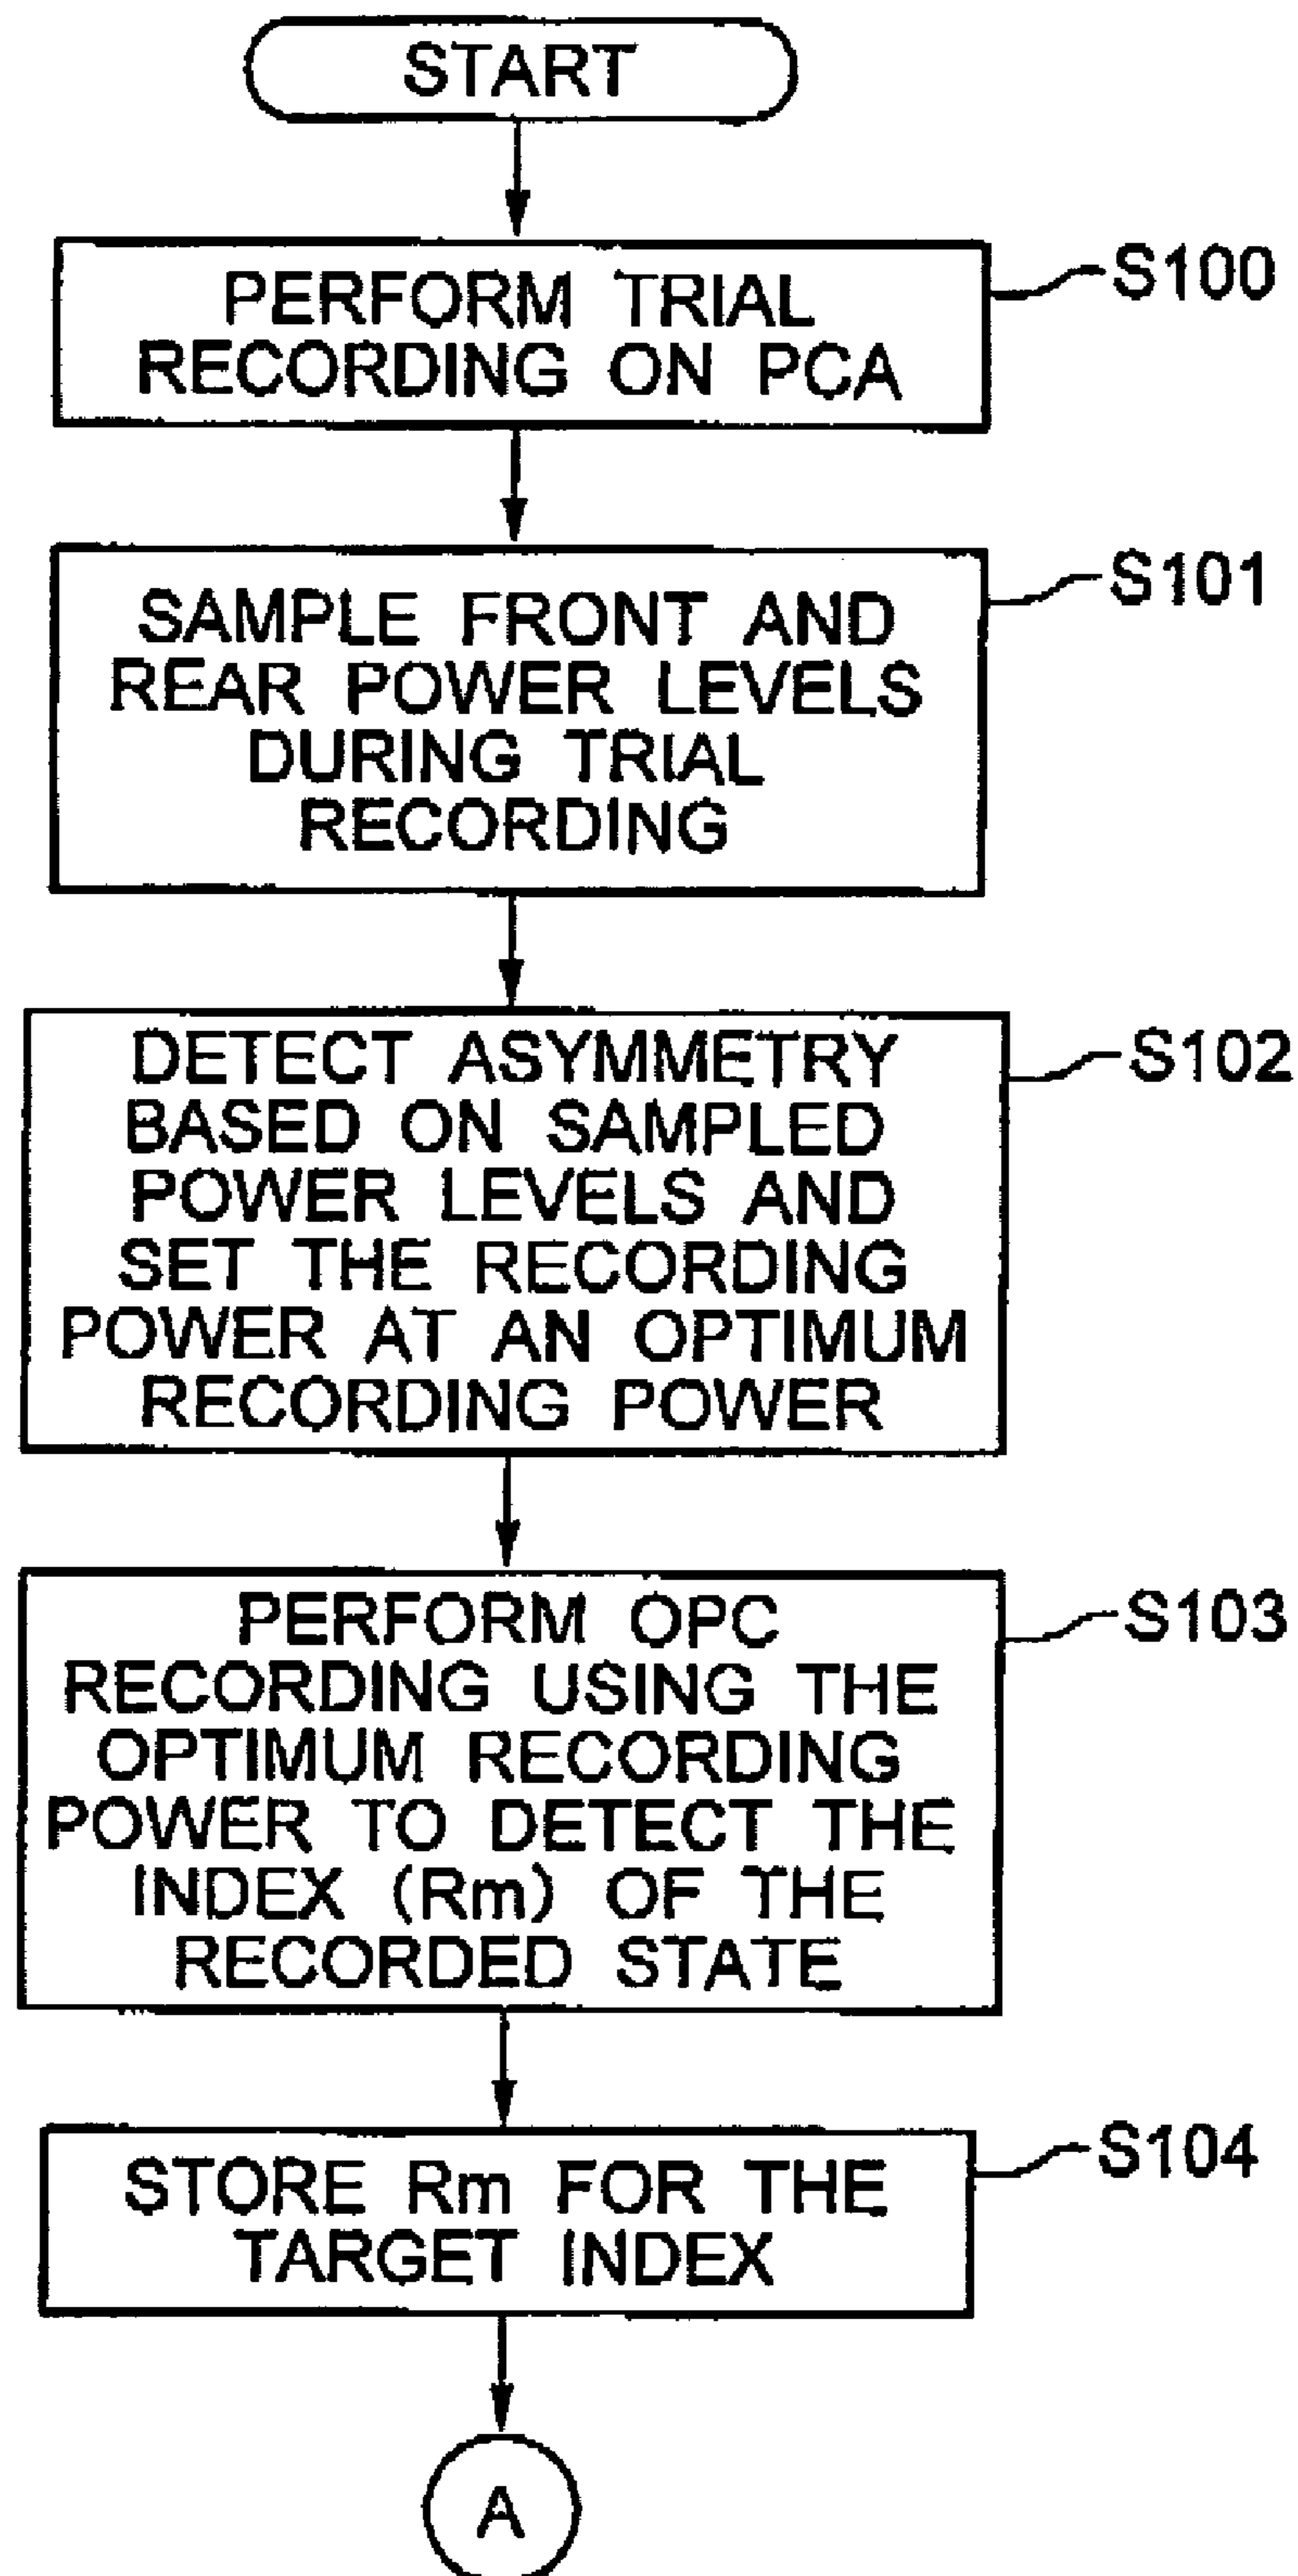 START
PERFORM TRIAL
RECORDING ON PCA
S100
SAMPLE FRONT AND
REAR POWER LEVELS
DURING TRIAL
RECORDING
S101
DETECT ASYMMETRY
BASED ON SAMPLED
POWER LEVELS AND
SET THE RECORDING
POWER AT AN OPTIMUM
RECORDING POWER
S102
PERFORM OPC
RECORDING USING THE
OPTIMUM RECORDING
POWER TO DETECT THE
INDEX (Rm) OF THE
RECORDED STATE
S103
STORE Rm FOR THE
TARGET INDEX
S104
A